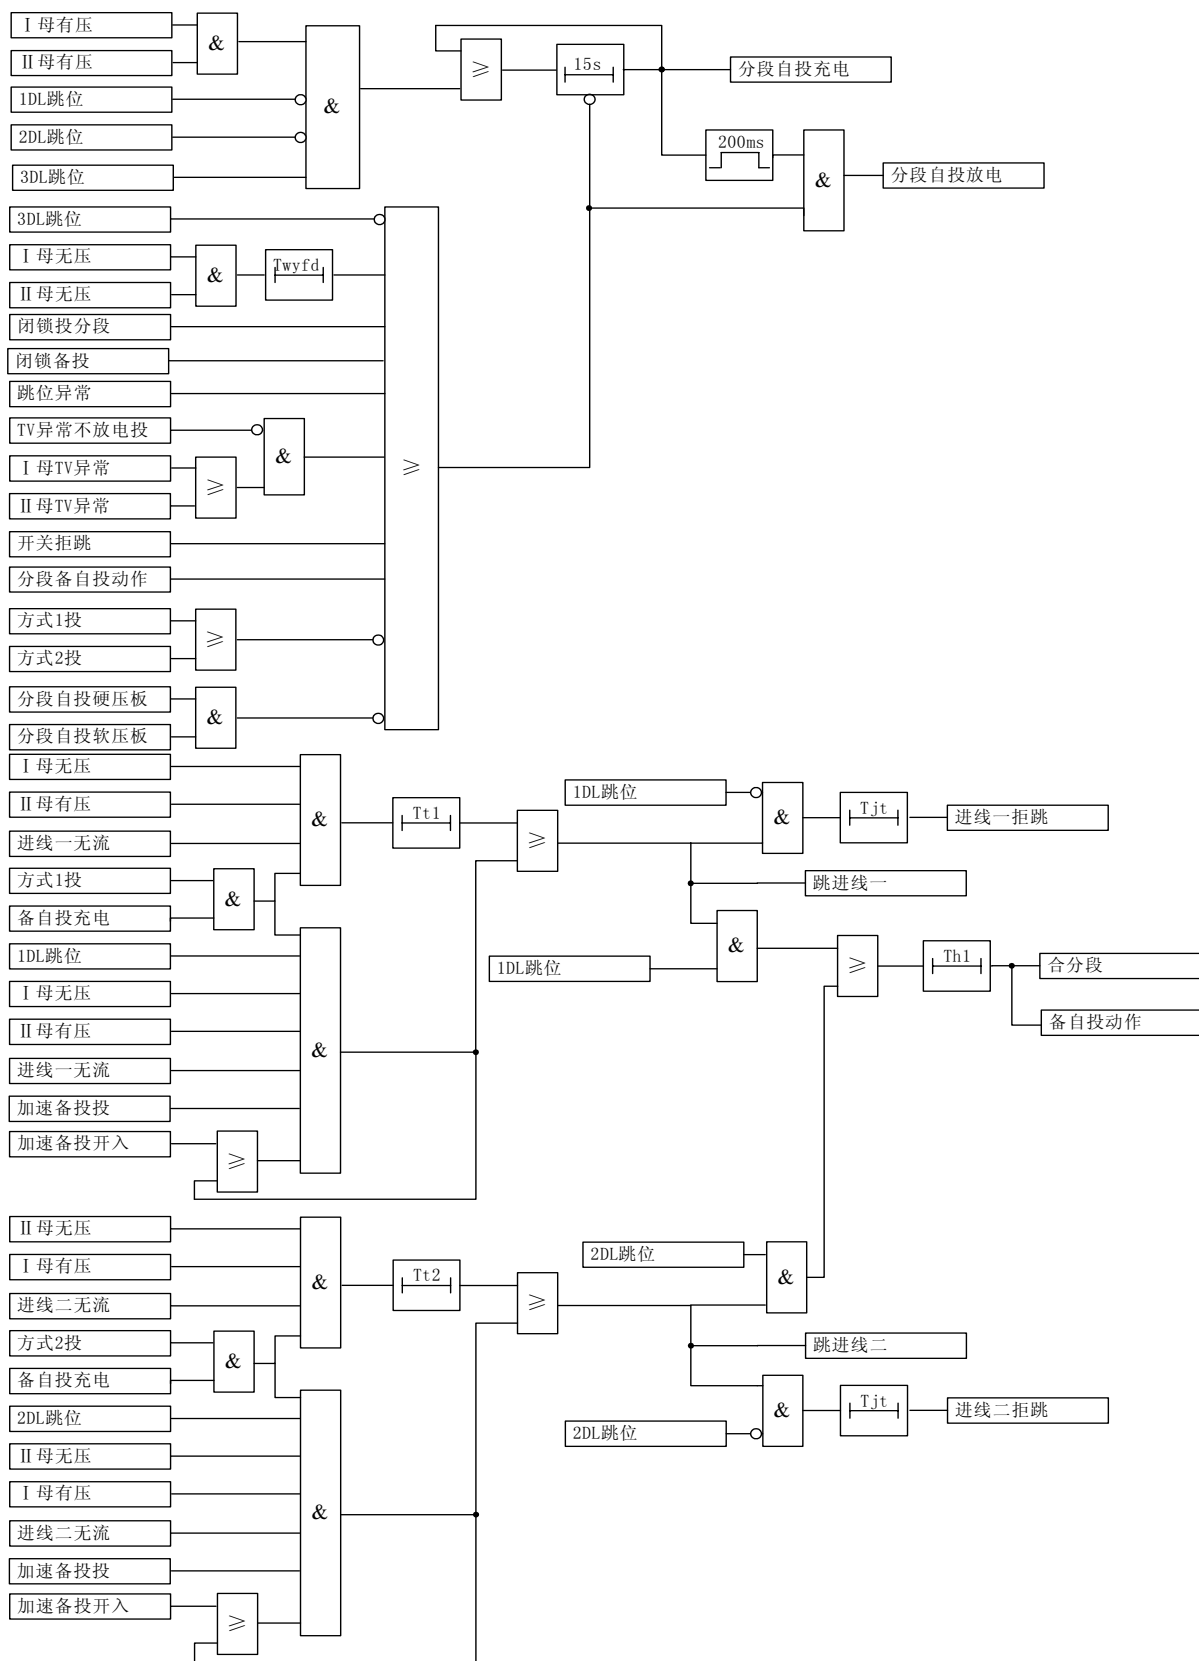 Ⅰ母有压
Ⅱ母有压
&
1DL跳位
2DL跳位
3DL跳位
&
≥
15s
分段自投充电
200ms
&
分段自投放电
3DL跳位
Ⅰ母无压
Ⅱ母无压
&
Twyfd
闭锁投分段
闭锁备投
跳位异常
TV异常不放电投
Ⅰ母TV异常
Ⅱ母TV异常
≥
&
≥
开关拒跳
分段备自投动作
方式1投
方式2投
≥
分段自投硬压板
分段自投软压板
&
Ⅰ母无压
Ⅱ母有压
进线一无流
方式1投
备自投充电
&
&
Tt1
≥
1DL跳位
&
Tjt
进线一拒跳
跳进线一
1DL跳位
&
≥
Th1
合分段
备自投动作
1DL跳位
Ⅰ母无压
Ⅱ母有压
进线一无流
加速备投投
加速备投开入
≥
&
Ⅱ母无压
Ⅰ母有压
进线二无流
方式2投
备自投充电
&
&
Tt2
≥
2DL跳位
&
跳进线二
2DL跳位
&
Tjt
进线二拒跳
2DL跳位
Ⅱ母无压
Ⅰ母有压
进线二无流
加速备投投
加速备投开入
≥
&